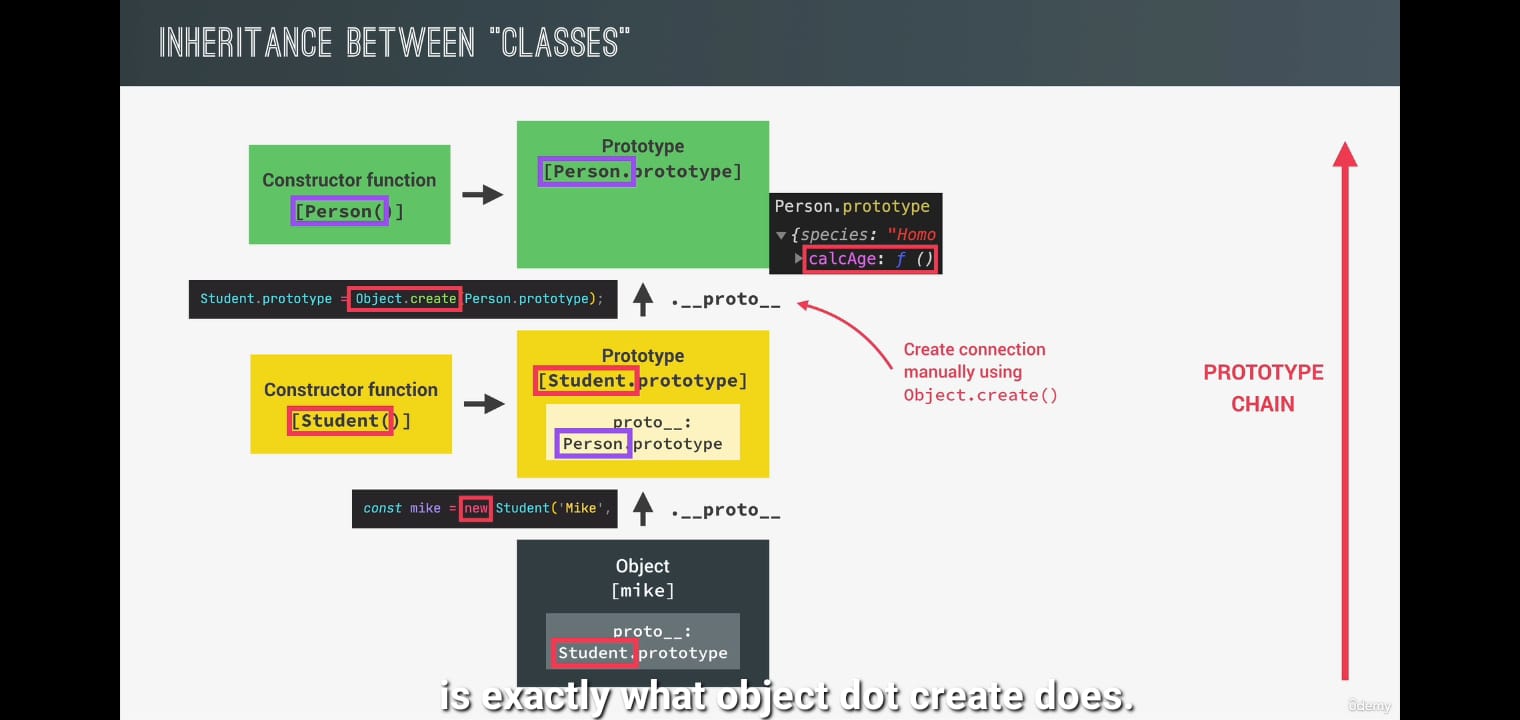 INHERITANCE BETWEEN "CLASSES"
Constructor function
[Person()]
Prototype
[Person.prototype]
Person.prototype
▼{species: "Homo
▶calcAge: ƒ ()
Student.prototype = Object.create(Person.prototype);
.__proto__
Create connection
manually using
Object.create()
PROTOTYPE
CHAIN
Constructor function
[Student()]
Prototype
[Student.prototype]
proto__:
Person.prototype
const mike = new Student('Mike',
.__proto__
Object
[mike]
proto__:
Student.prototype
is exactly what object dot create does.
ûdemy